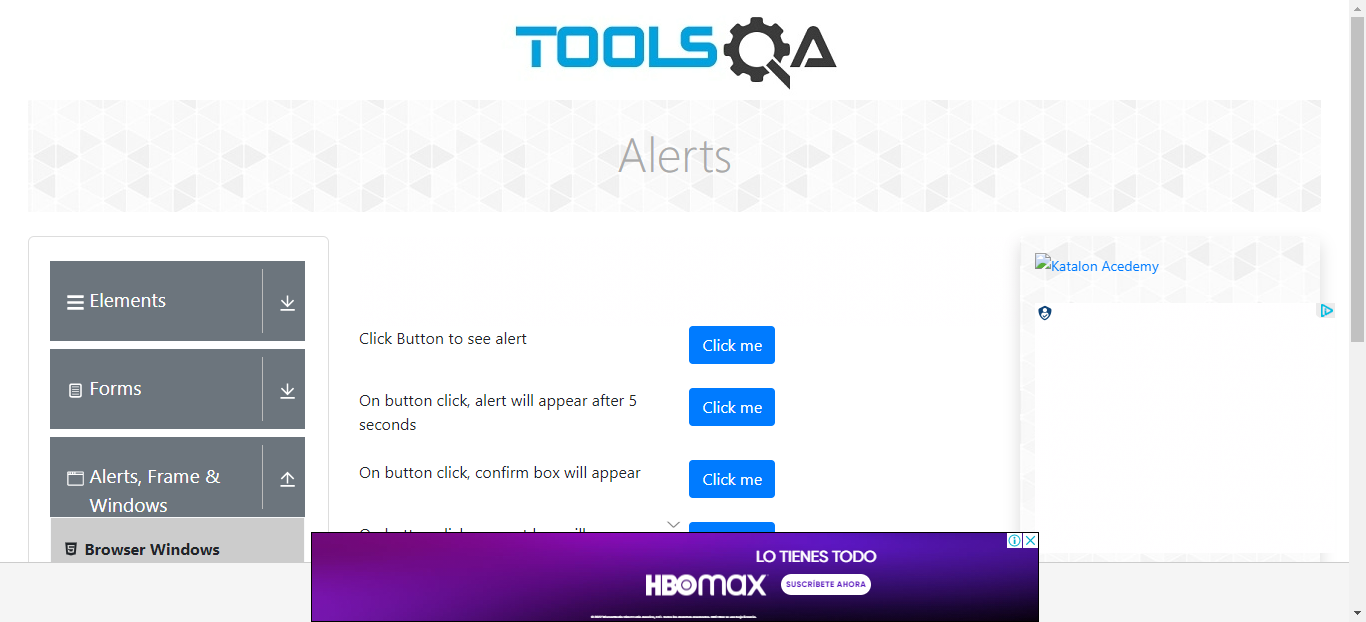 TOOLSQA
Alerts
Elements
Forms
Alerts, Frame &
Windows
Browser Windows
Click Button to see alert
Click me
On button click, alert will appear after 5
seconds
Click me
On button click, confirm box will appear
Click me
Katalon Acedemy
LO TIENES TODO
HBOMAX
SUSCRÍBETE AHORA